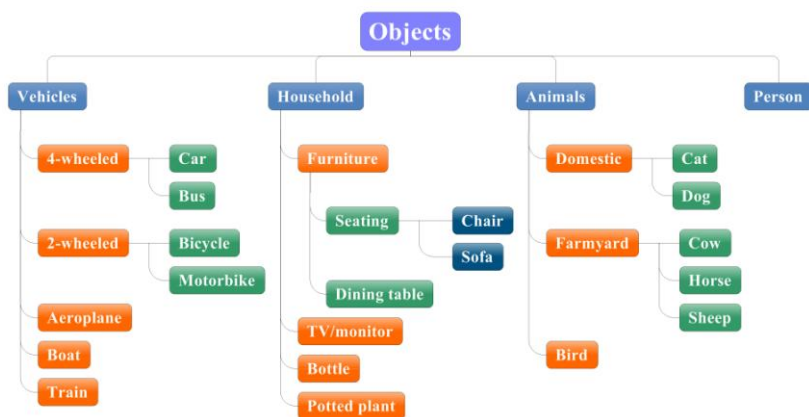 Objects
Vehicles
Household
Animals
Person
4-wheeled
Car
Bus
2-wheeled
Bicycle
Motorbike
Aeroplane
Boat
Train
Furniture
Seating
Chair
Sofa
Dining table
TV/monitor
Bottle
Potted plant
Domestic
Cat
Dog
Farmyard
Cow
Horse
Sheep
Bird